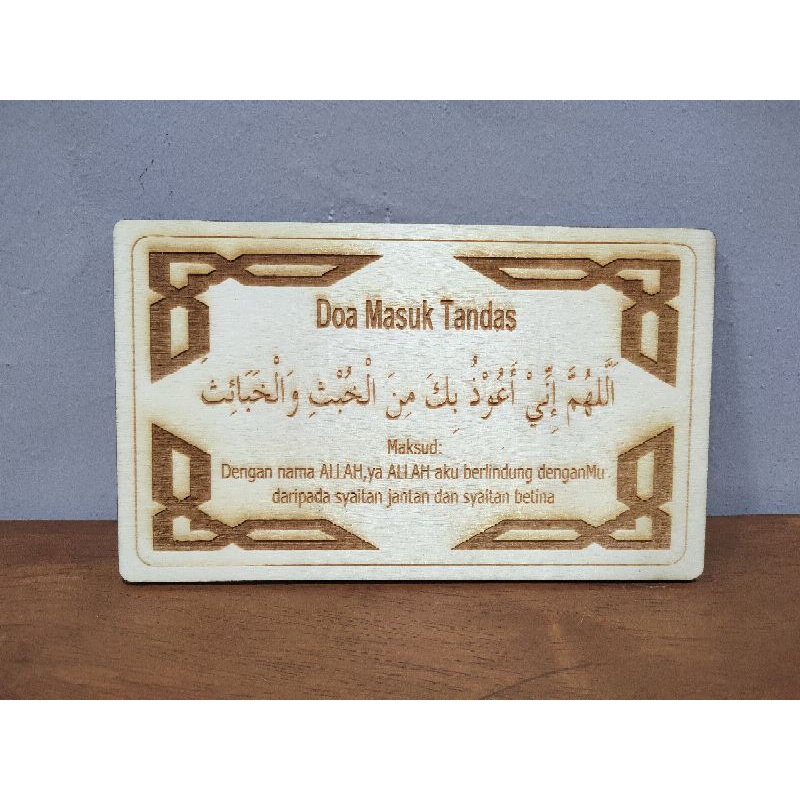 Doa Masuk Tandas
اَللهُمَّ إِنِّيْ أَعُوْذُ بِكَ مِنَ الْخُبْثِ وَالْخَبَائِثَ
Maksud:
Dengan nama ALLAH,ya ALLAH aku berlindung denganMu
daripada syaitan jantan dan syaitan betina